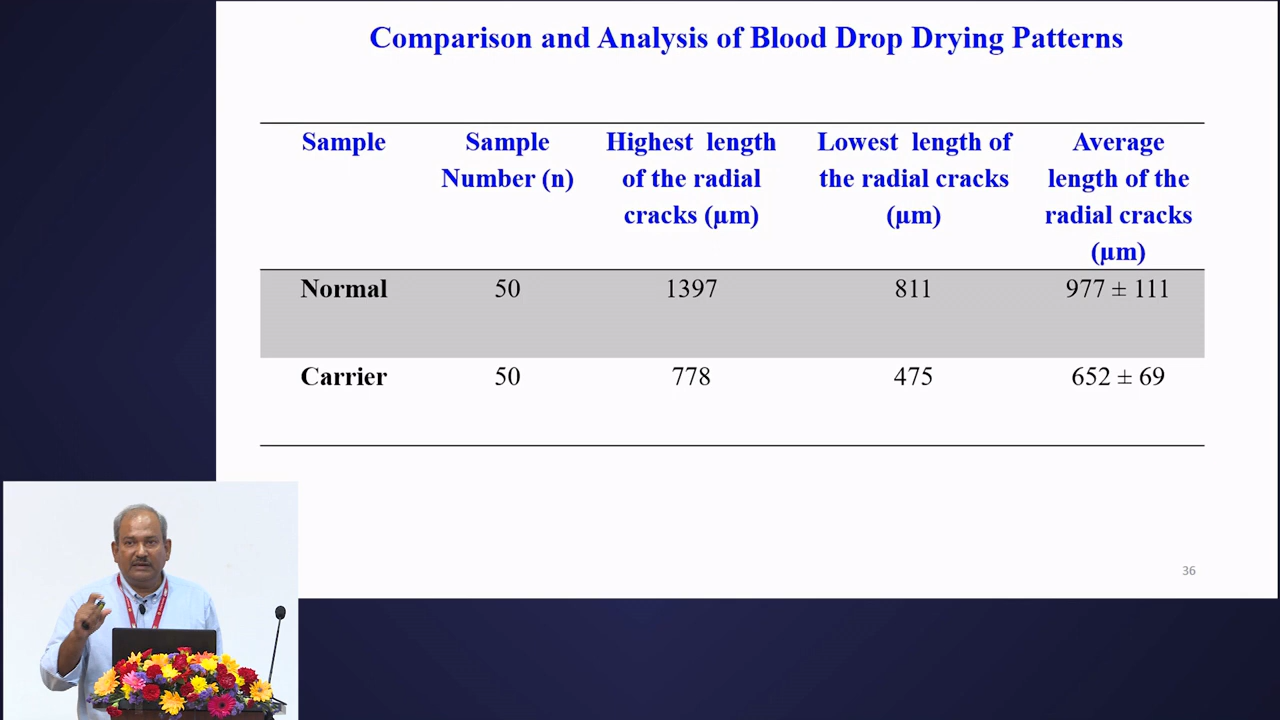 Comparison and Analysis of Blood Drop Drying Patterns
Sample
Sample
Number (n)
Highest length
of the radial
cracks (µm)
Lowest length of
the radial cracks
(µm)
Average
length of the
radial cracks
(µm)
Normal 50 1397 811 977 ± 111
Carrier 50 778 475 652 ± 69
36